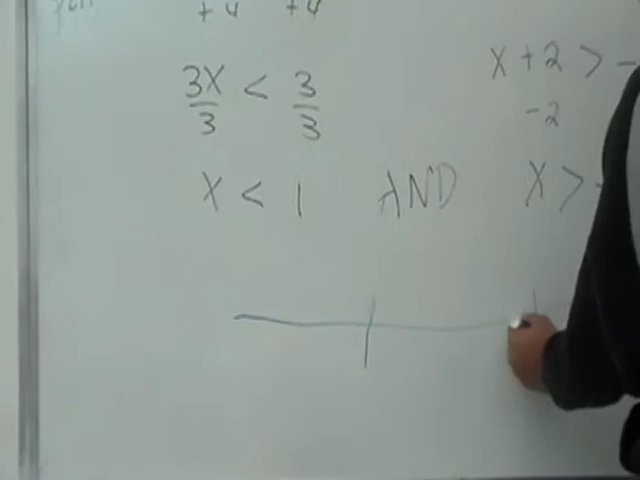 +4 +4
3X < 3
3 3
X + 2 > -
-2
X < 1 AND X > -